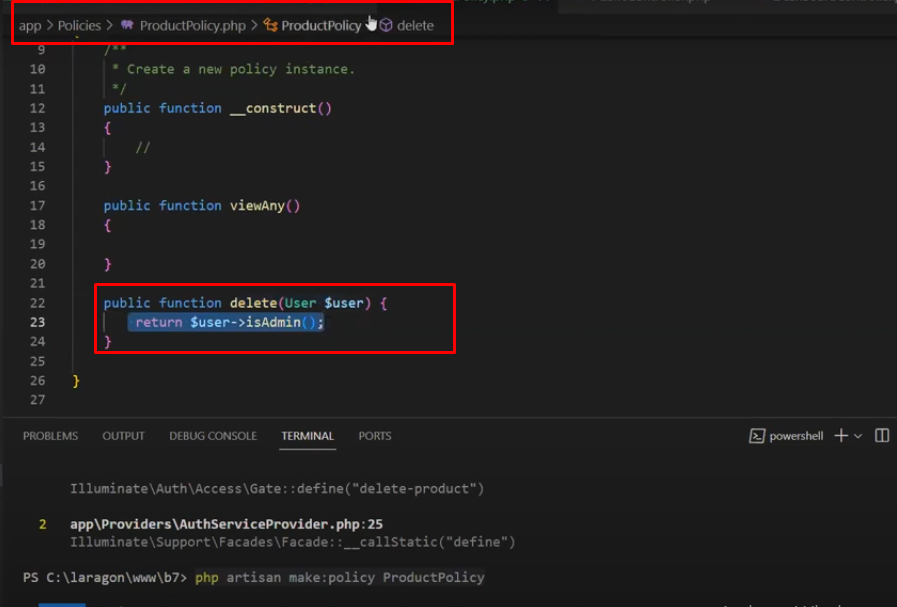 app > Policies > ProductPolicy.php > ProductPolicy > delete
9 /**
10 * Create a new policy instance.
11 */
12 public function __construct()
13 {
14 //
15 }
16
17 public function viewAny()
18 {
19
20 }
21
22 public function delete(User $user) {
23 return $user->isAdmin();
24 }
25
26 }
27
PROBLEMS OUTPUT DEBUG CONSOLE TERMINAL PORTS powershell
Illuminate\Auth\Access\Gate::define("delete-product")
2 app\Providers\AuthServiceProvider.php:25
Illuminate\Support\Facades\Facade::__callStatic("define")
PS C:\laragon\www\b7> php artisan make:policy ProductPolicy